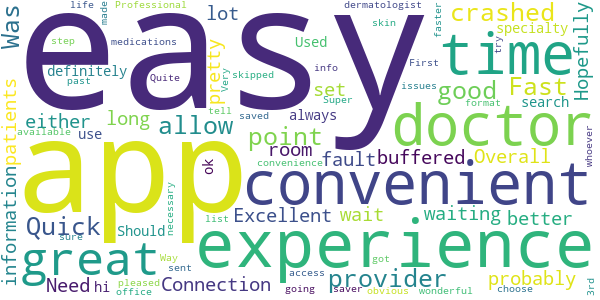 easy
app
convenient
experience
time
doctor
great
Was
lot
life
made
Professional
step
medications
definitely
past
Quite
Very
skipped
pretty
patients
either
long
use
allow
information
available
Quick
Should
Need
sure
hi
necessary
list
Way
sent
pleased
office
Connection
Excellent
ok
tell
saved
Super
Used
info
set
always
point
room
convenience
fault
wait
access
going
got
saver
provider
obvious
wonderful
waiting
buffered
Overall
better
probably
choose
3rd
dermatologist
skin
First
issues
format
good
crashed
faster
try
specialty
Fast
search
Hopefully
whoever